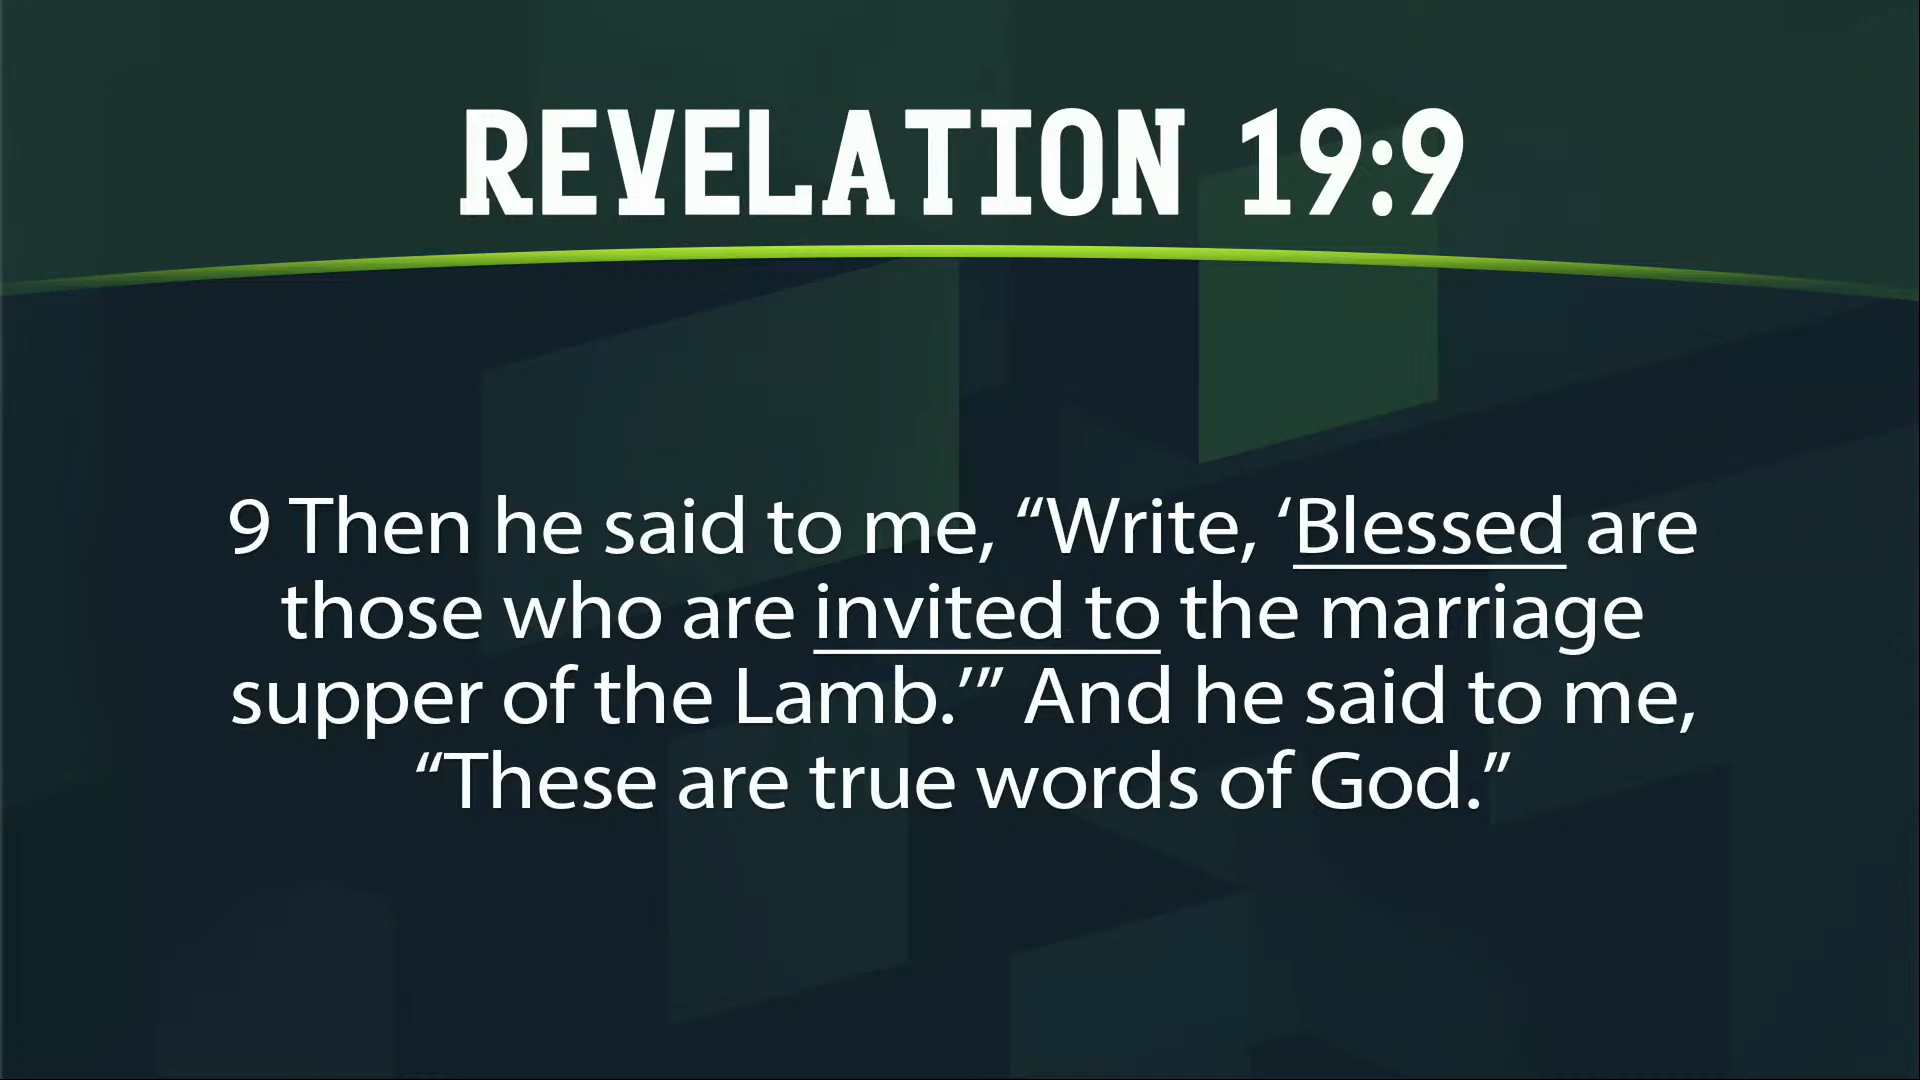 REVELATION 19:9
9 Then he said to me, “Write, ‘Blessed are
those who are invited to the marriage
supper of the Lamb.’” And he said to me,
“These are true words of God.”